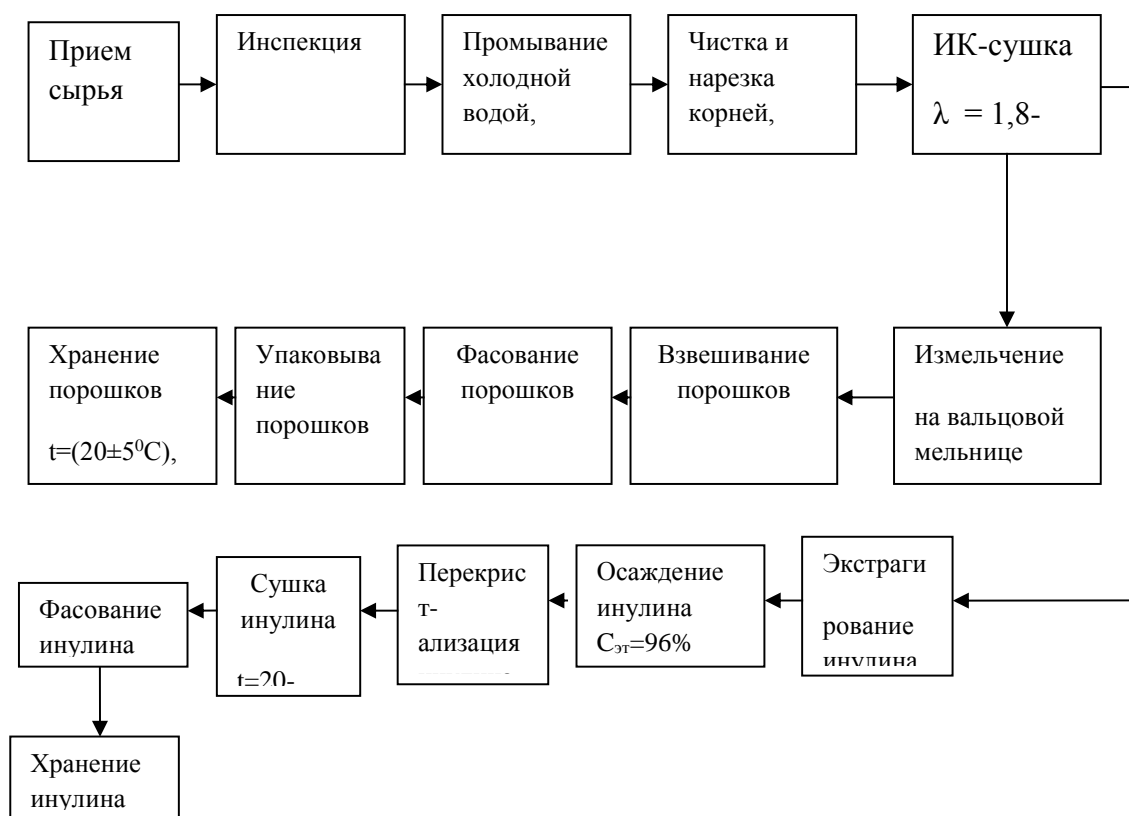 Прием
сырья
Инспекция
Промывание
холодной
водой,
Чистка и
нарезка
корней,
ИК-сушка
λ = 1,8-
Хранение
порошков
t=(20±5⁰С),
Упаковыва
ние
порошков
Фасование
порошков
Взвешивание
порошков
Измельчение
на вальцовой
мельнице
Фасование
инулина
Сушка
инулина
t=20-
Перекрис
т-
ализация
Осаждение
инулина
Сэт=96%
Экстраги
рование
инулина
Хранение
инулина